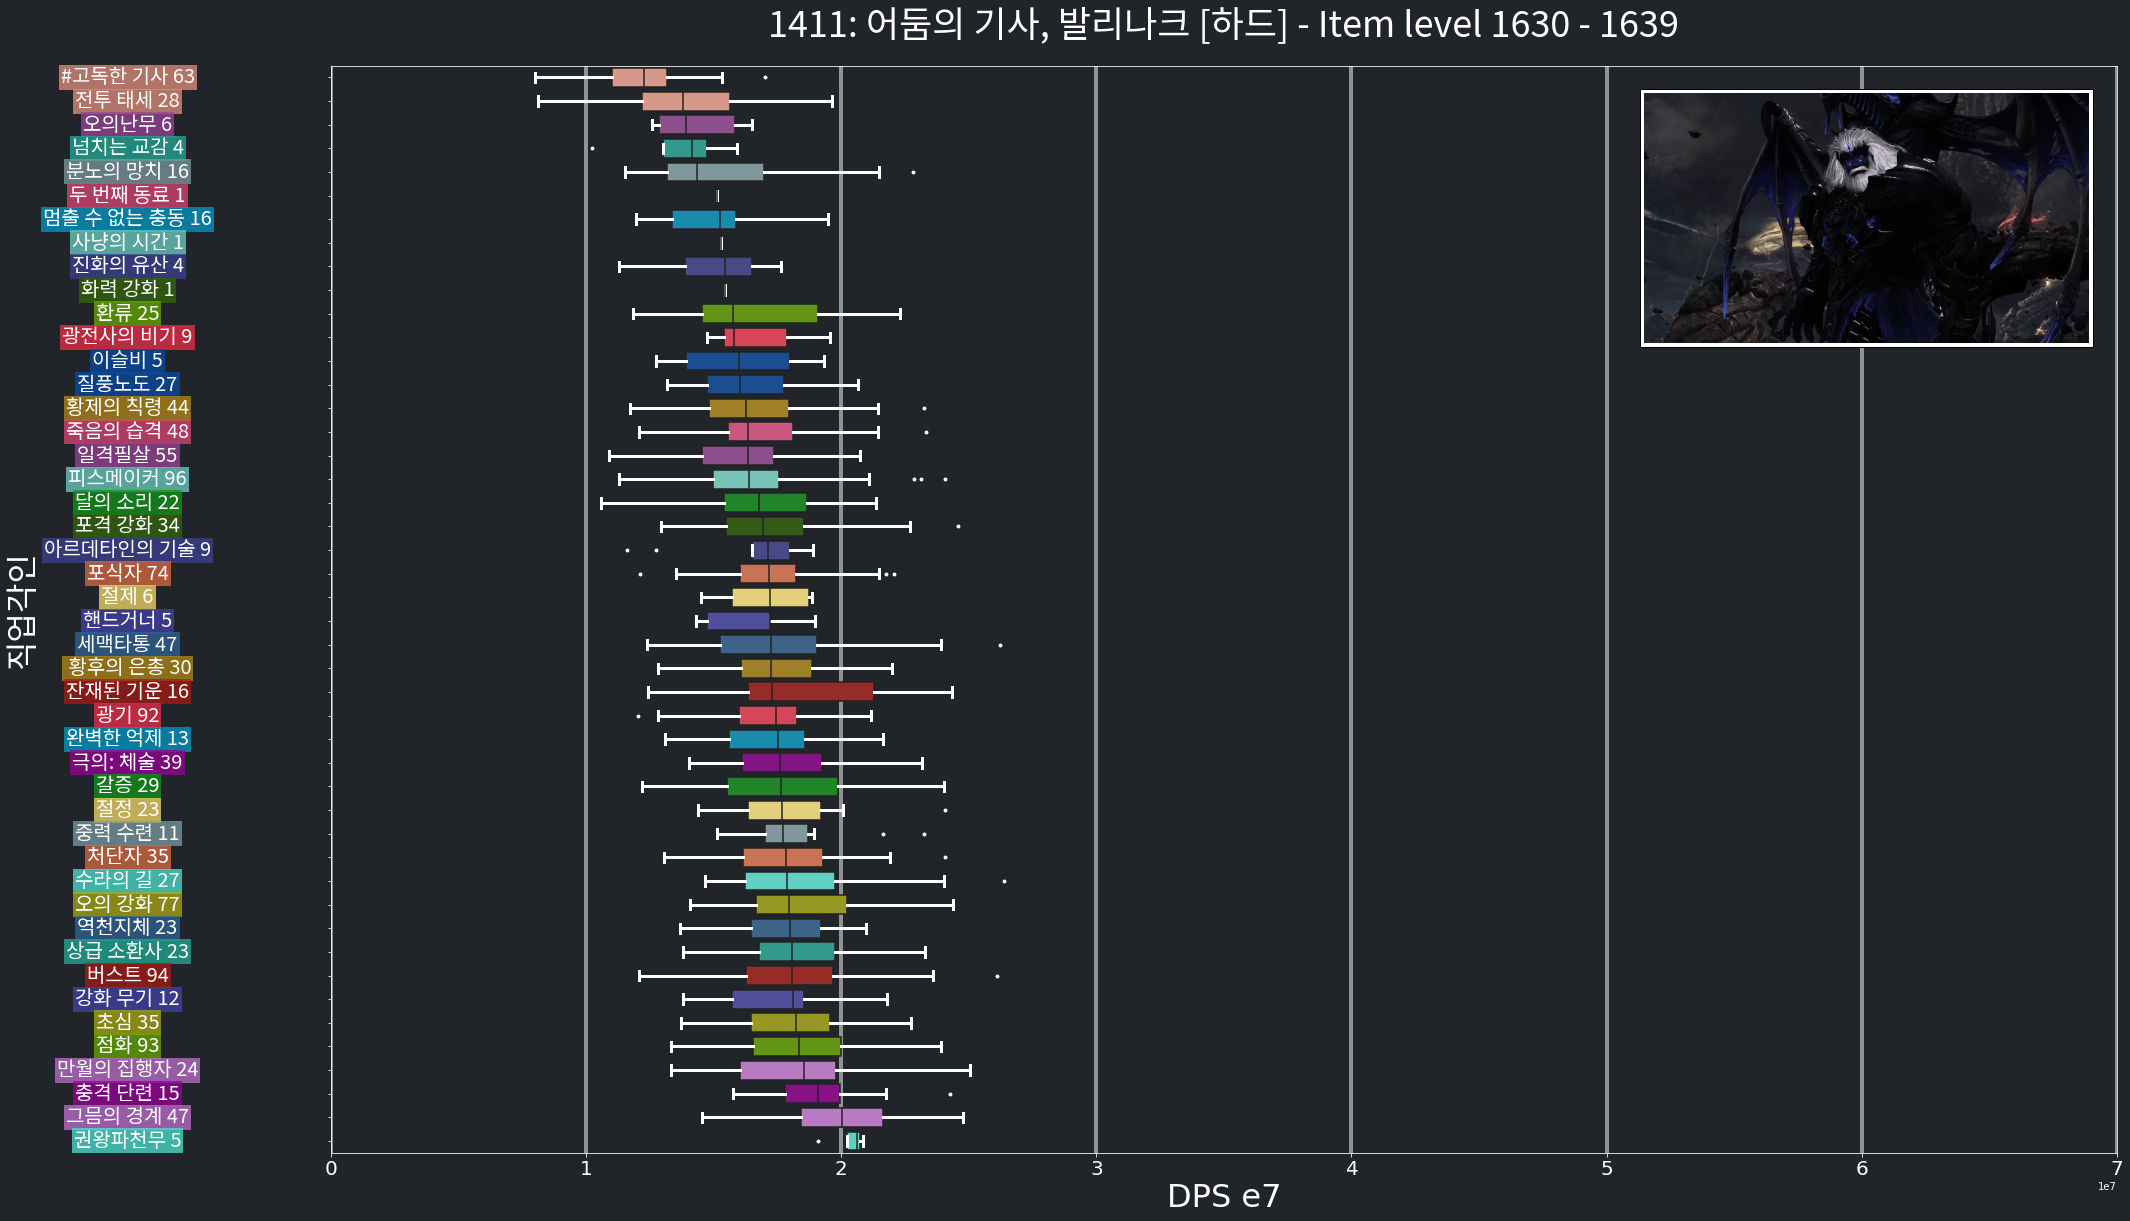 1411: 어둠의 기사, 발리나크 [하드] - Item level 1630 - 1639
#고독한 기사 63
전투 태세 28
오의난무 6
넘치는 교감 4
분노의 망치 16
두 번째 동료 1
멈출 수 없는 충동 16
사냥의 시간 1
진화의 유산 4
화력 강화 1
환류 25
광전사의 비기 9
이슬비 5
질풍노도 27
황제의 칙령 44
죽음의 습격 48
일격필살 55
피스메이커 96
달의 소리 22
포격 강화 34
아르데타인의 기술 9
포식자 74
절제 6
핸드거너 5
세맥타통 47
황후의 은총 30
잔재된 기운 16
광기 92
완벽한 억제 13
극의: 체술 39
갈증 29
절정 23
중력 수련 11
처단자 35
수라의 길 27
오의 강화 77
역천지체 23
상급 소환사 23
버스트 94
강화 무기 12
초심 35
점화 93
만월의 집행자 24
충격 단련 15
그믐의 경계 47
권왕파천무 5
직업각인
0 1 2 3 4 5 6 7
1e7
DPS e7